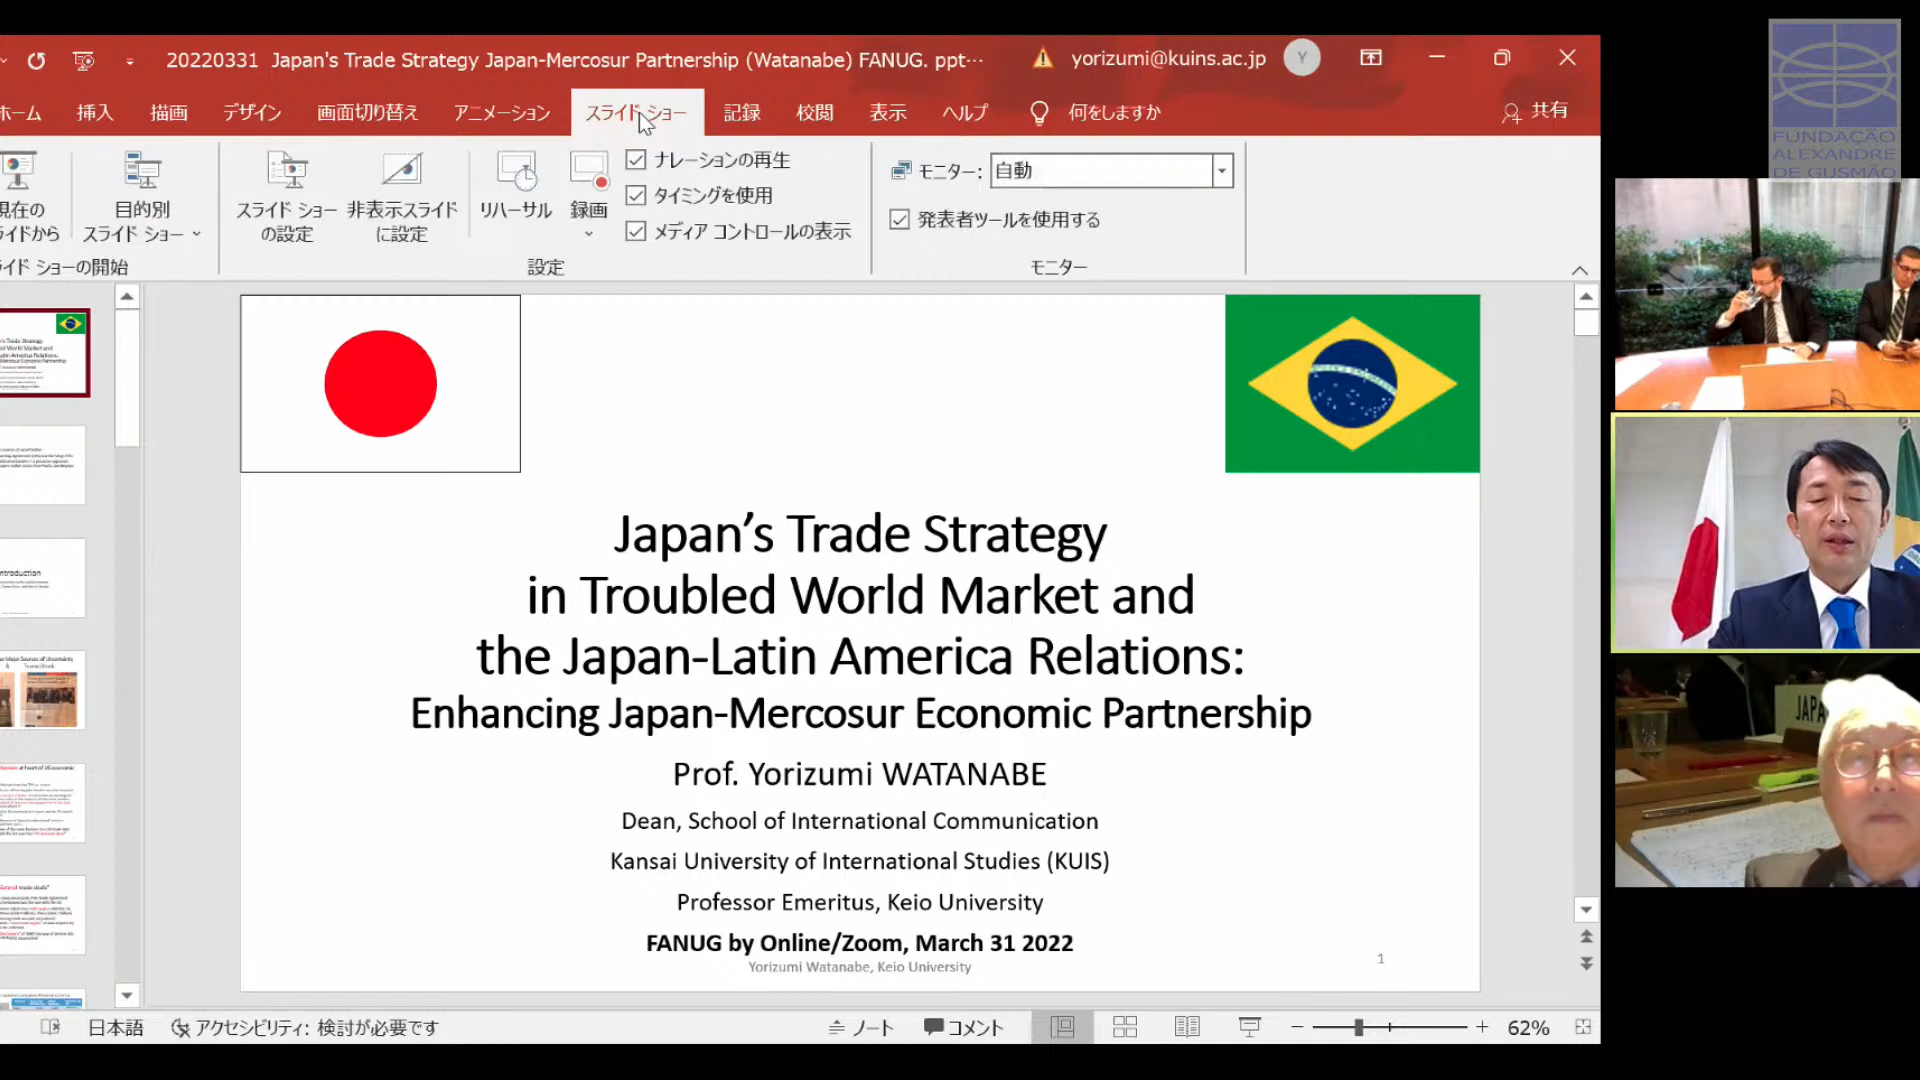 20220331 Japan's Trade Strategy Japan-Mercosur Partnership (Watanabe) FANUG. ppt…
yorizumi@kuins.ac.jp
Y
ホーム 挿入 描画 デザイン 画面切り替え アニメーション スライド ショー 記録 校閲 表示 ヘルプ 何をしますか 共有
現在の
ライドから
目的別
スライド ショー
イド ショーの開始
スライド ショー
の設定
非表示スライド
に設定
リハーサル
録画
ナレーションの再生
タイミングを使用
メディア コントロールの表示
設定
モニター: 自動
発表者ツールを使用する
モニター
FUNDAÇÃO
ALEXANDRE
DE GUSMÃO
Japan’s Trade Strategy
in Troubled World Market and
the Japan-Latin America Relations:
Enhancing Japan-Mercosur Economic Partnership
Prof. Yorizumi WATANABE
Dean, School of International Communication
Kansai University of International Studies (KUIS)
Professor Emeritus, Keio University
FANUG by Online/Zoom, March 31 2022
Yorizumi Watanabe, Keio University
1
JAPA
日本語 アクセシビリティ: 検討が必要です
ノート コメント 62%